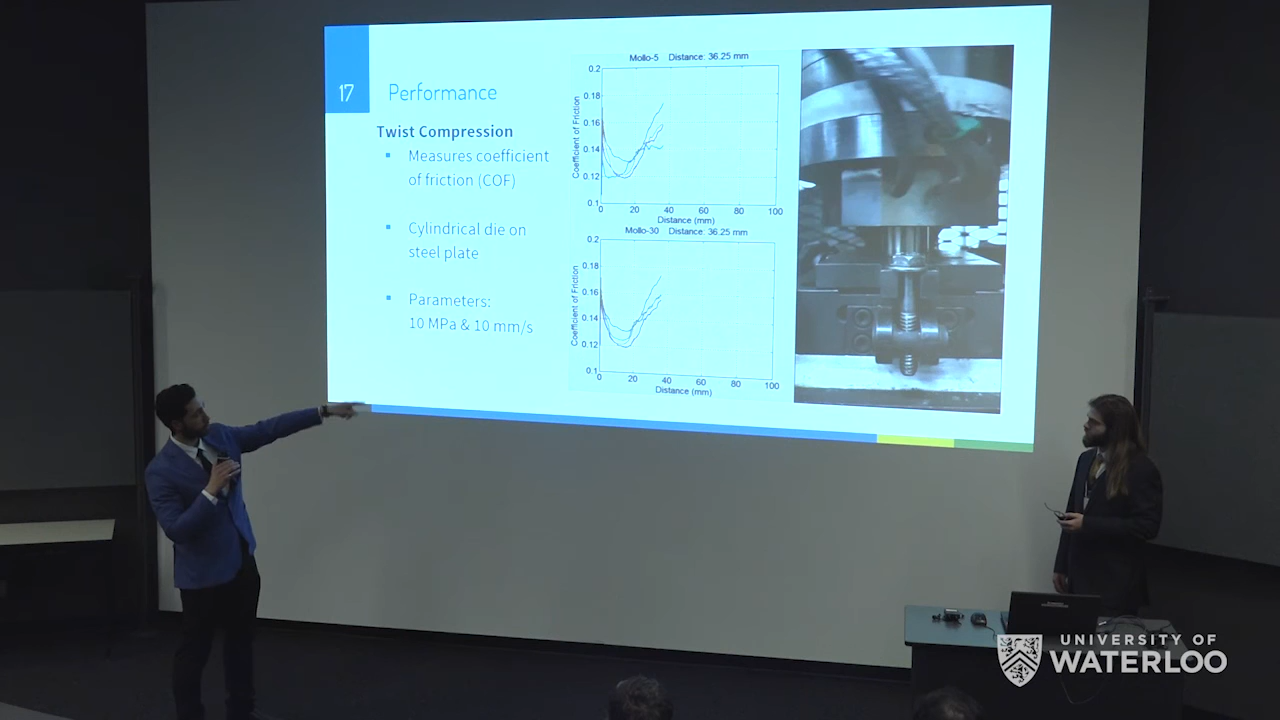 17
Performance
Twist Compression
Measures coefficient
of friction (COF)
Cylindrical die on
steel plate
Parameters:
10 MPa & 10 mm/s
Mollo-5 Distance: 36.25 mm
Coefficient of Friction
0.2
0.18
0.16
0.14
0.12
0.1
0 20 40 60 80 100
Distance (mm)
Mollo-30 Distance: 36.25 mm
Coefficient of Friction
0.2
0.18
0.16
0.14
0.12
0.1
0 20 40 60 80 100
Distance (mm)
UNIVERSITY OF
WATERLOO